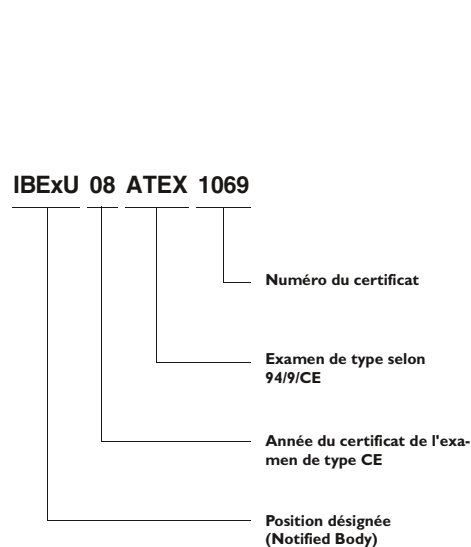 IBExU 08 ATEX 1069
Numéro du certificat
Examen de type selon
94/9/CE
Année du certificat de l'exa-
men de type CE
Position désignée
(Notified Body)